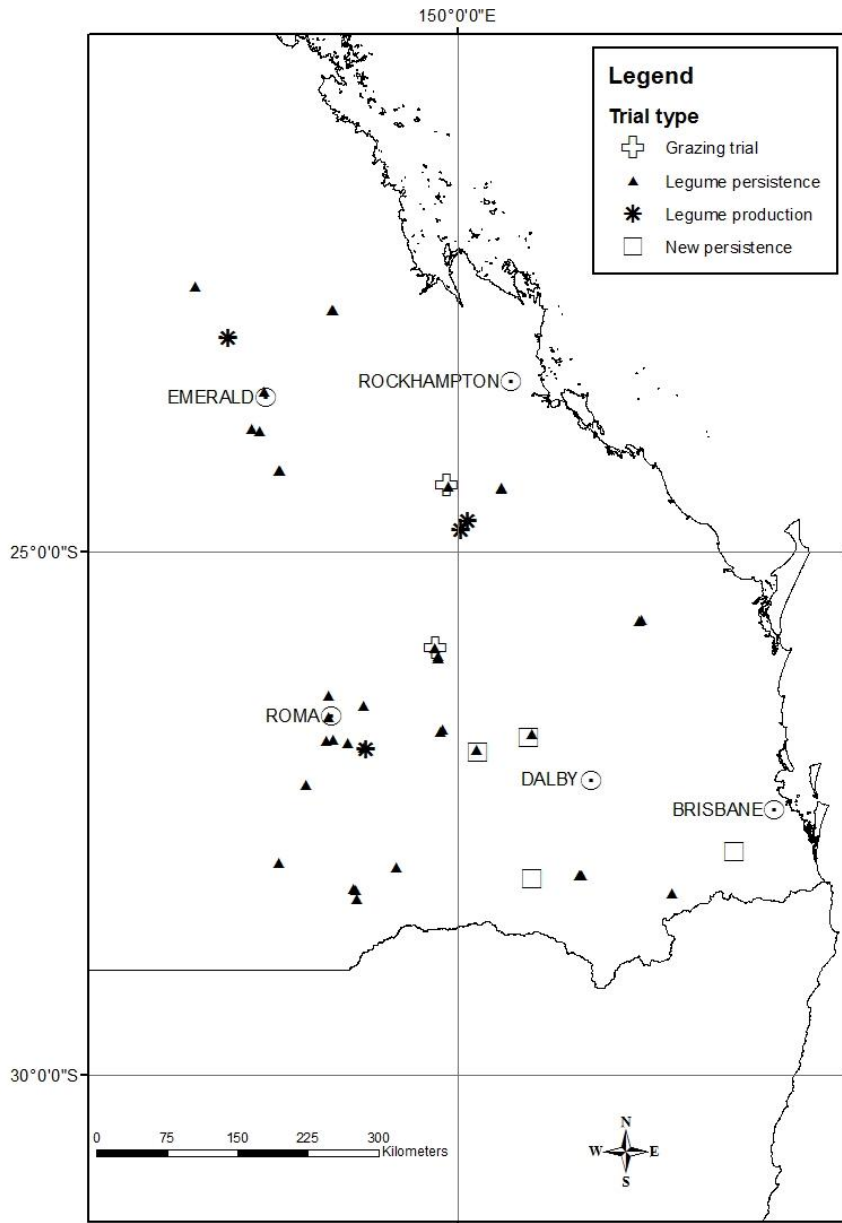 150°0'0"E
Legend
Trial type
Grazing trial
Legume persistence
Legume production
New persistence
ROCKHAMPTON
EMERALD
25°0'0"S
ROMA
DALBY
BRISBANE
30°0'0"S
0 75 150 225 300
Kilometers
N
W E
S